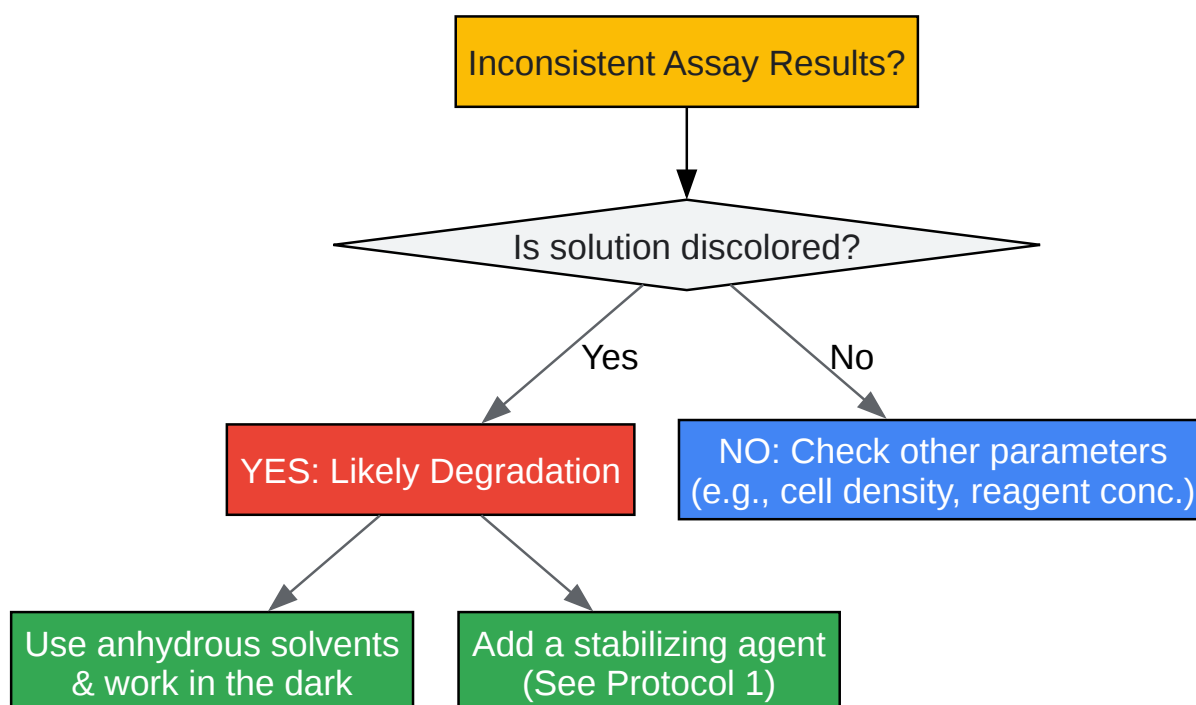 Inconsistent Assay Results?
Is solution discolored?
Yes
No
YES: Likely Degradation
NO: Check other parameters
(e.g., cell density, reagent conc.)
Use anhydrous solvents
& work in the dark
Add a stabilizing agent
(See Protocol 1)